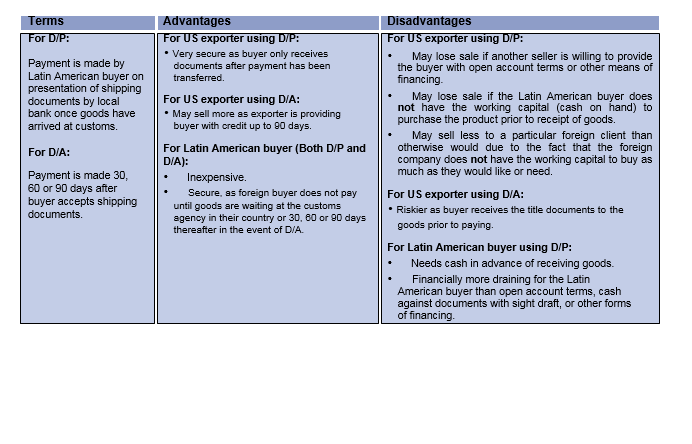 Terms
Advantages
Disadvantages
For D/P:
Payment is made by
Latin American buyer on
presentation of shipping
documents by local
bank once goods have
arrived at customs.
For D/A:
Payment is made 30,
60 or 90 days after
buyer accepts shipping
documents.
For US exporter using D/P:
• Very secure as buyer only receives
documents after payment has been
transferred.
For US exporter using D/A:
• May sell more as exporter is providing
buyer with credit up to 90 days.
For Latin American buyer (Both D/P and
D/A):
• Inexpensive.
• Secure, as foreign buyer does not pay
until goods are waiting at the customs
agency in their country or 30, 60 or 90 days
thereafter in the event of D/A.
For US exporter using D/P:
• May lose sale if another seller is willing to provide
the buyer with open account terms or other means of
financing.
• May lose sale if the Latin American buyer does
not have the working capital (cash on hand) to
purchase the product prior to receipt of goods.
• May sell less to a particular foreign client than
otherwise would due to the fact that the foreign
company does not have the working capital to buy as
much as they would like or need.
For US exporter using D/A:
• Riskier as buyer receives the title documents to the
goods prior to paying.
For Latin American buyer using D/P:
• Needs cash in advance of receiving goods.
• Financially more draining for the Latin
American buyer than open account terms, cash
against documents with sight draft, or other forms
of financing.